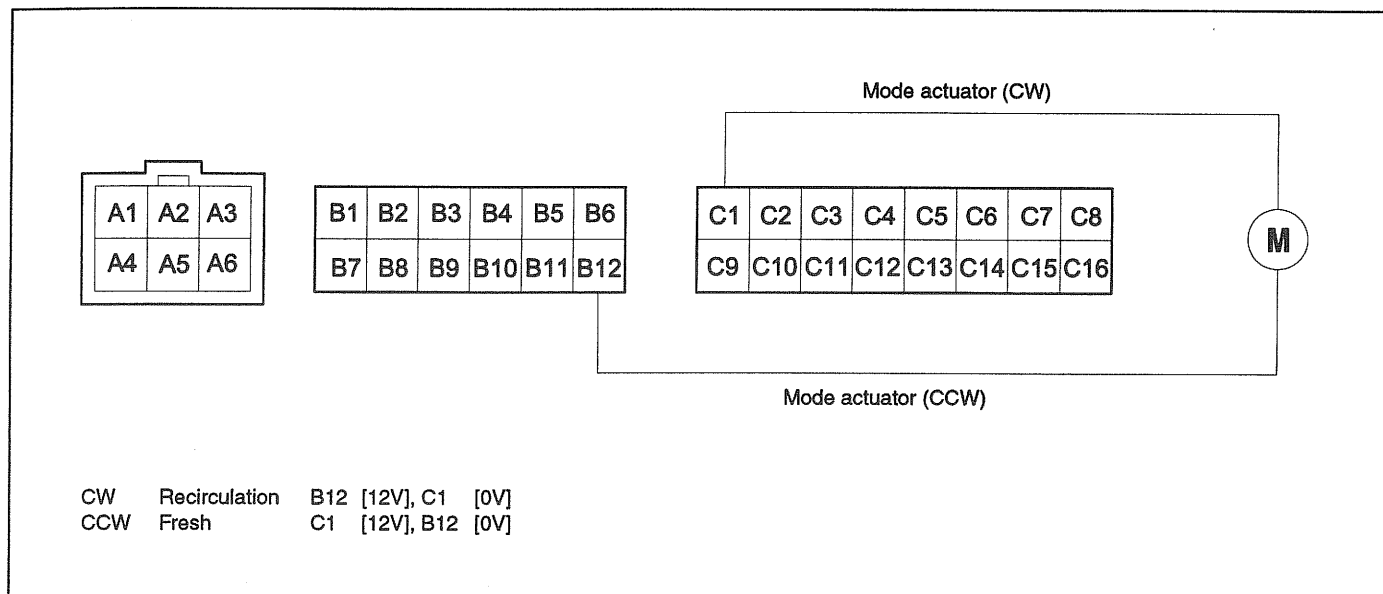 Mode actuator (CW)
A1 A2 A3 B1 B2 B3 B4 B5 B6 C1 C2 C3 C4 C5 C6 C7 C8
M
A4 A5 A6 B7 B8 B9 B10 B11 B12 C9 C10 C11 C12 C13 C14 C15 C16
Mode actuator (CCW)
CW Recirculation B12 [12V], C1 [0V]
CCW Fresh C1 [12V], B12 [0V]